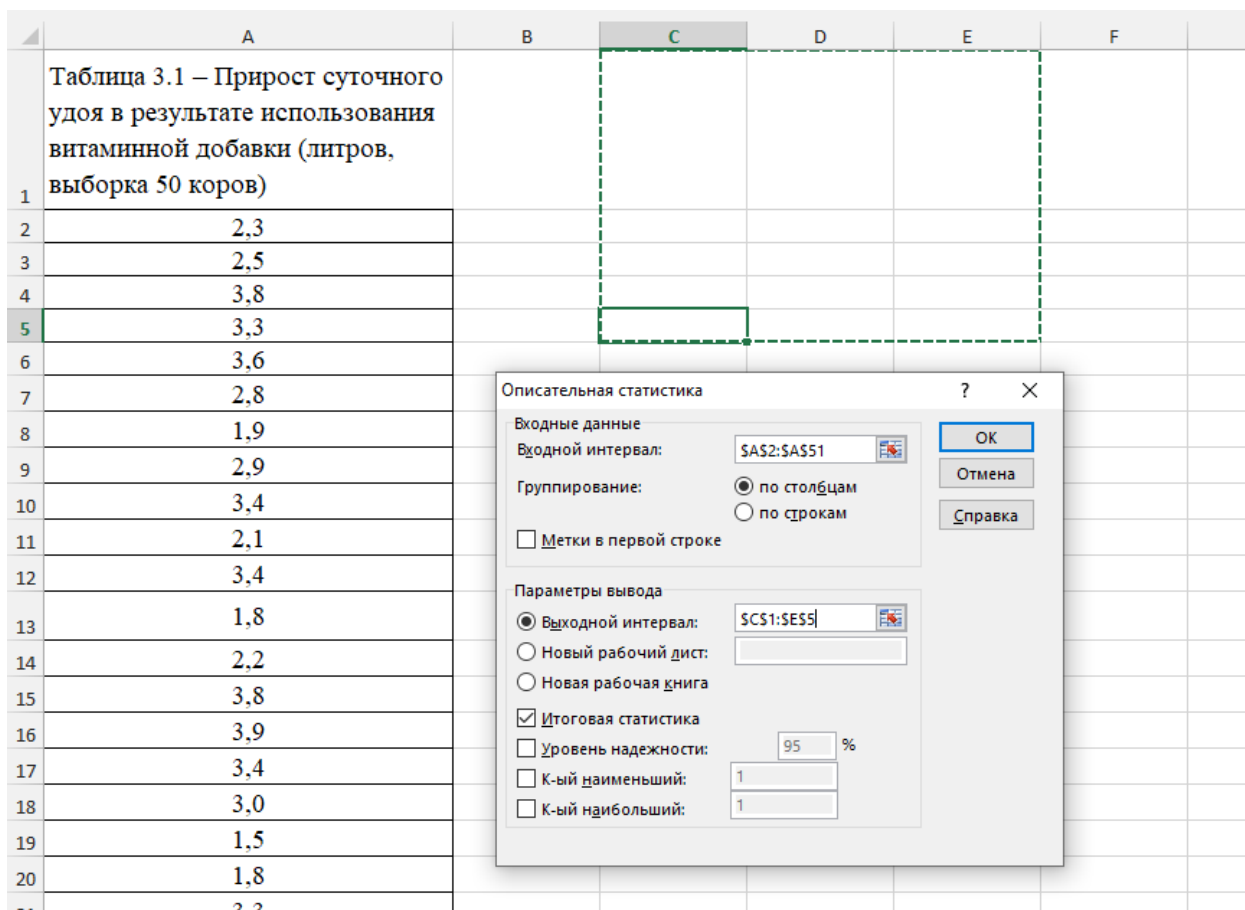 A B C D E F
Таблица 3.1 – Прирост суточного
удоя в результате использования
витаминной добавки (литров,
1 выборка 50 коров)
2 2,3
3 2,5
4 3,8
5 3,3
6 3,6
7 2,8
8 1,9
9 2,9
10 3,4
11 2,1
12 3,4
13 1,8
14 2,2
15 3,8
16 3,9
17 3,4
18 3,0
19 1,5
20 1,8
Описательная статистика ?
Входные данные
Входной интервал: $A$2:$A$51
Группирование: по столбцам
по строкам
Метки в первой строке
Параметры вывода
Выходной интервал: $C$1:$E$5
Новый рабочий лист:
Новая рабочая книга
Итоговая статистика
Уровень надежности: 95 %
К-ый наименьший: 1
К-ый наибольший: 1
ОК
Отмена
Справка